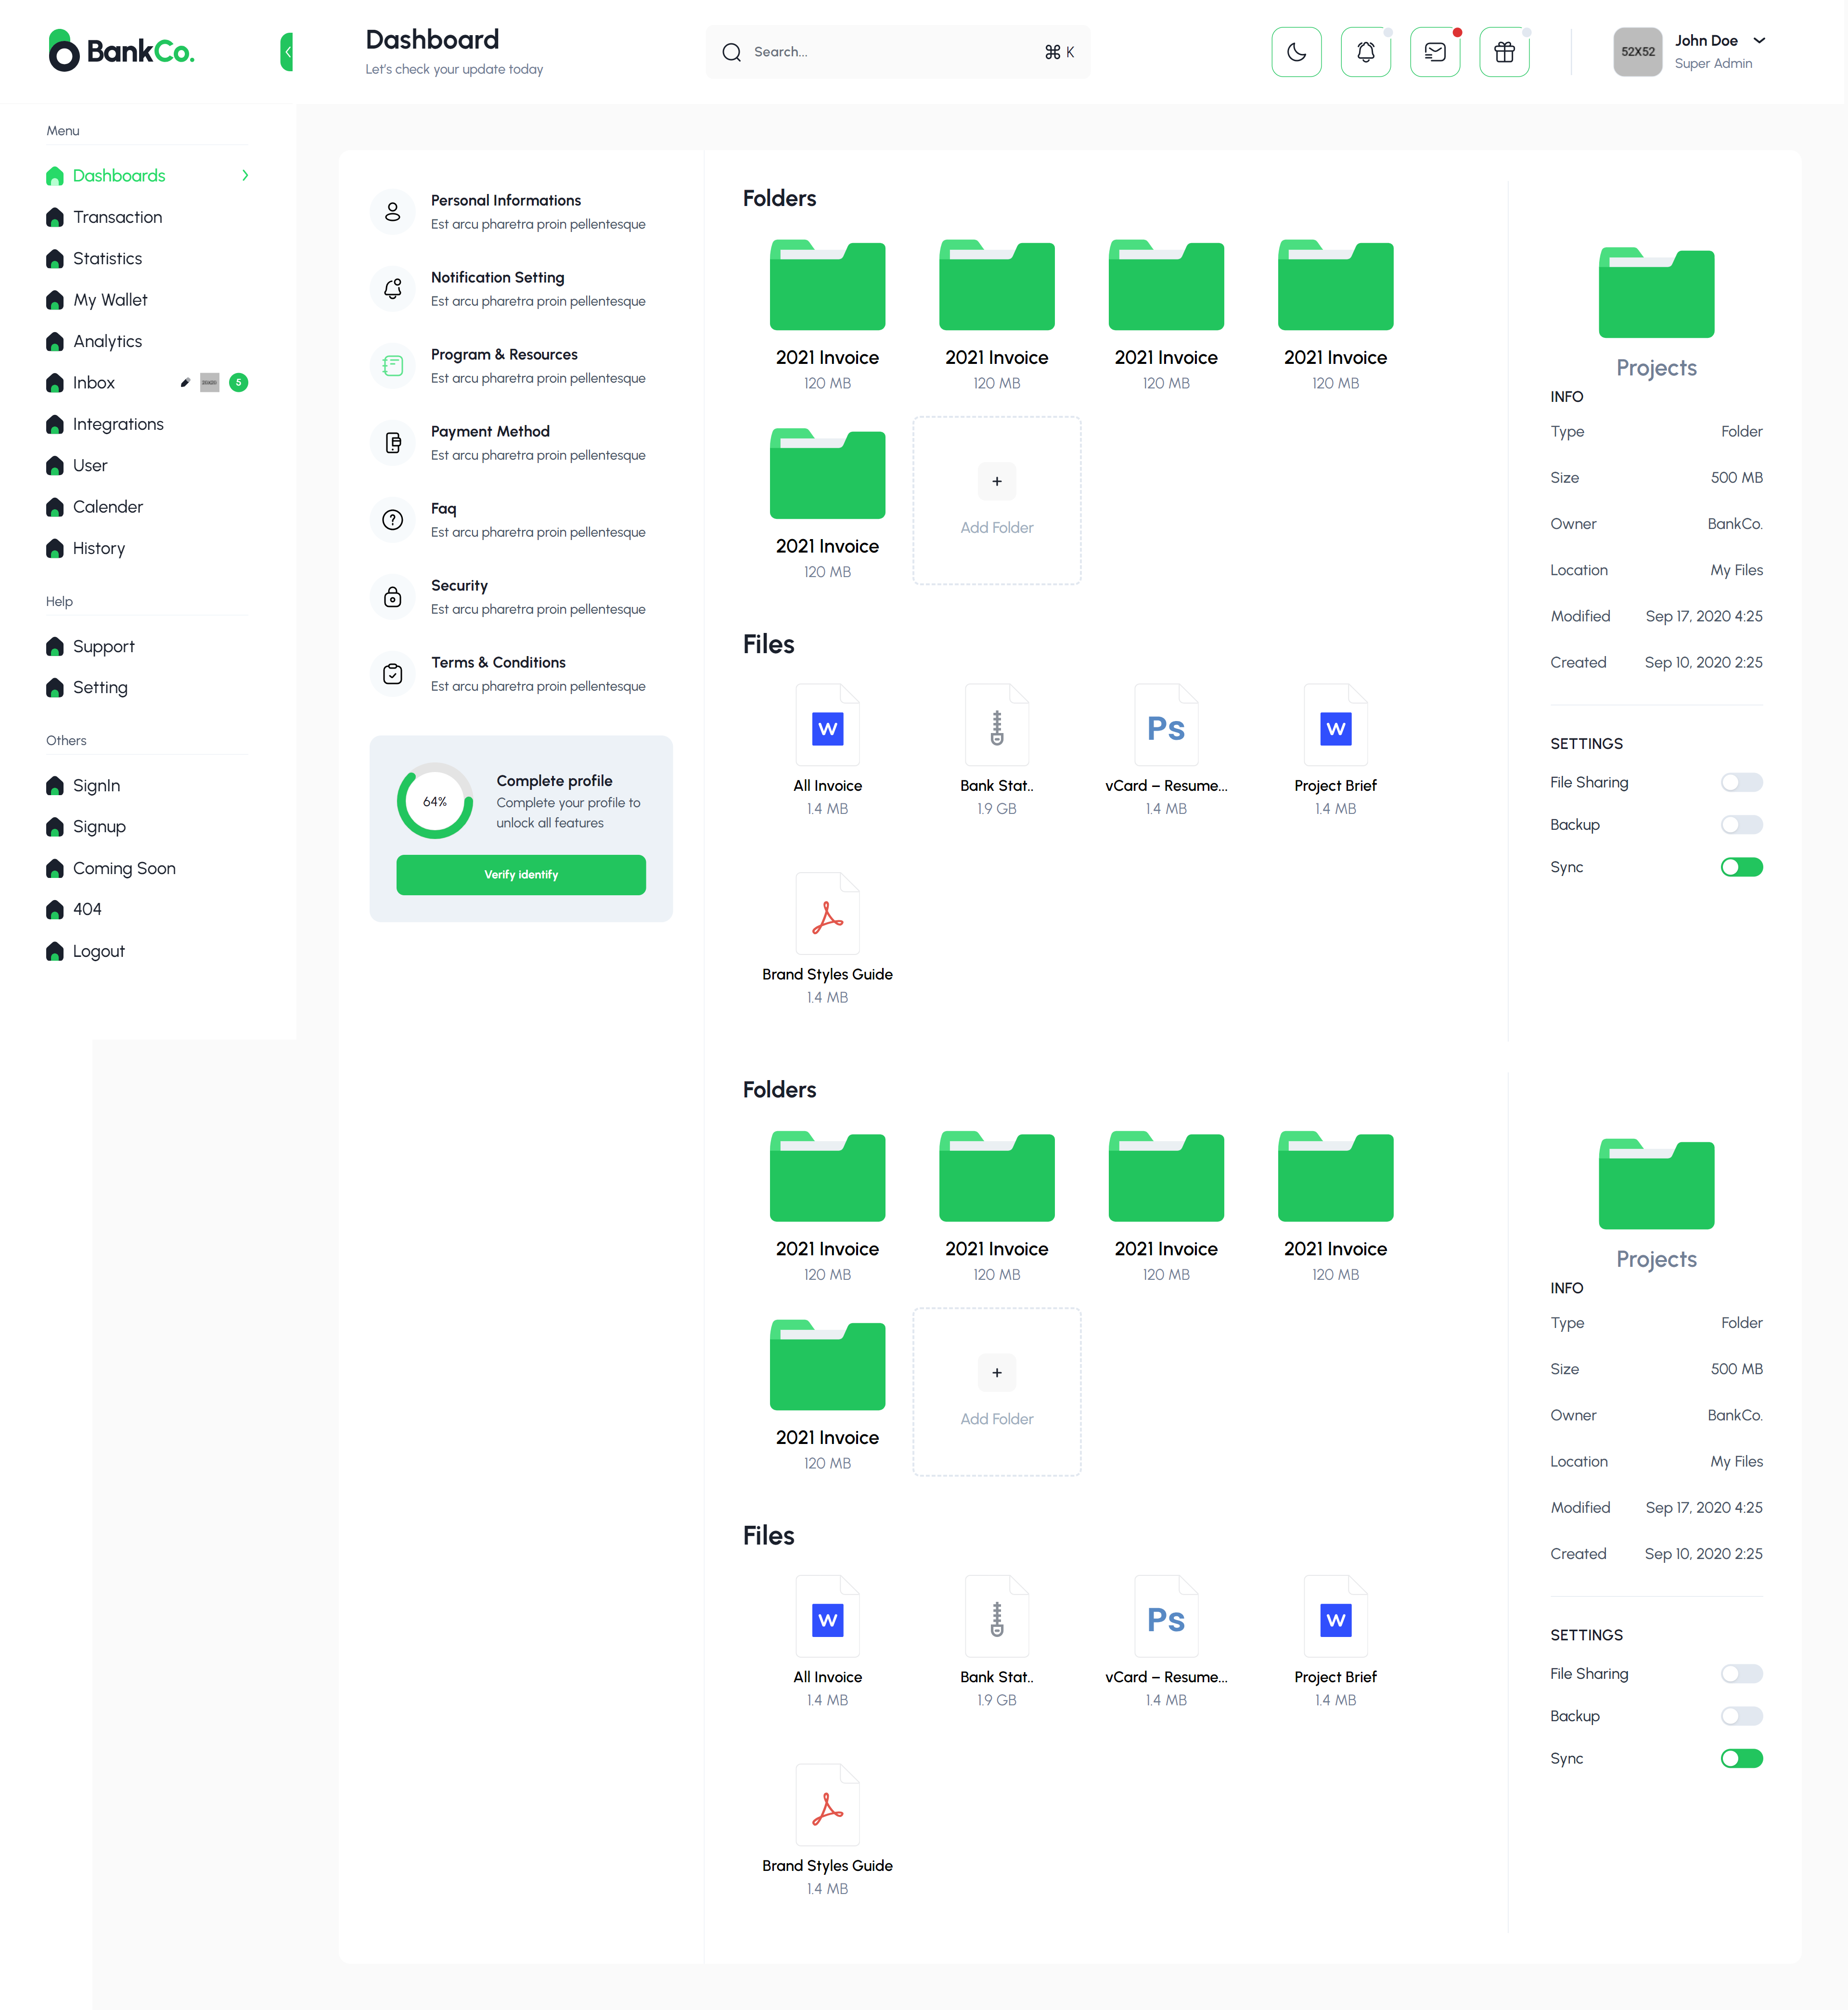 BankCo.
Dashboard
Let's check your update today
Search...
⌘ K
52X52
John Doe
Super Admin
Menu
Dashboards
Transaction
Statistics
My Wallet
Analytics
Inbox
5
Integrations
User
Calender
History
Help
Support
Setting
Others
SignIn
Signup
Coming Soon
404
Logout
Personal Informations
Est arcu pharetra proin pellentesque
Notification Setting
Est arcu pharetra proin pellentesque
Program & Resources
Est arcu pharetra proin pellentesque
Payment Method
Est arcu pharetra proin pellentesque
Faq
Est arcu pharetra proin pellentesque
Security
Est arcu pharetra proin pellentesque
Terms & Conditions
Est arcu pharetra proin pellentesque
64%
Complete profile
Complete your profile to
unlock all features
Verify identify
Folders
2021 Invoice
120 MB
2021 Invoice
120 MB
2021 Invoice
120 MB
2021 Invoice
120 MB
2021 Invoice
120 MB
+
Add Folder
Files
W
All Invoice
1.4 MB
Bank Stat..
1.9 GB
Ps
vCard – Resume...
1.4 MB
W
Project Brief
1.4 MB
Brand Styles Guide
1.4 MB
Projects
INFO
Type Folder
Size 500 MB
Owner BankCo.
Location My Files
Modified Sep 17, 2020 4:25
Created Sep 10, 2020 2:25
SETTINGS
File Sharing
Backup
Sync
Folders
2021 Invoice
120 MB
2021 Invoice
120 MB
2021 Invoice
120 MB
2021 Invoice
120 MB
2021 Invoice
120 MB
+
Add Folder
Files
W
All Invoice
1.4 MB
Bank Stat..
1.9 GB
Ps
vCard – Resume...
1.4 MB
W
Project Brief
1.4 MB
Brand Styles Guide
1.4 MB
Projects
INFO
Type Folder
Size 500 MB
Owner BankCo.
Location My Files
Modified Sep 17, 2020 4:25
Created Sep 10, 2020 2:25
SETTINGS
File Sharing
Backup
Sync